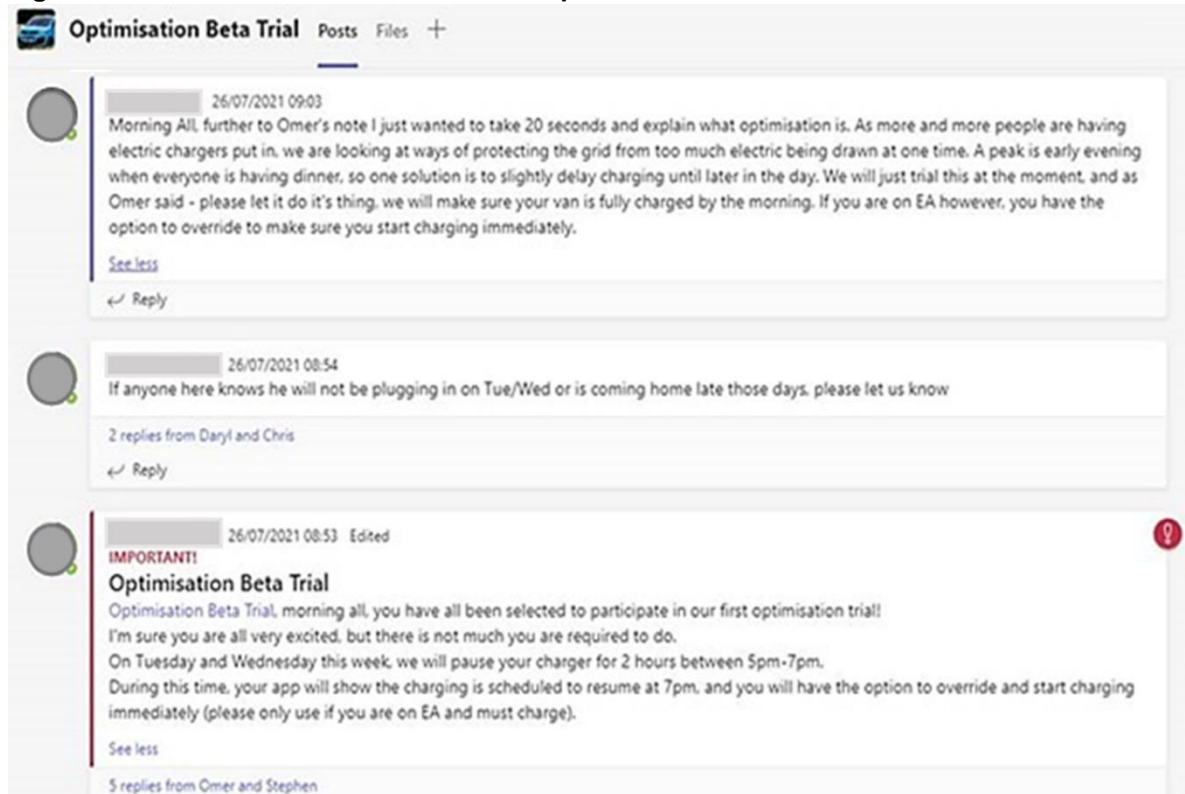 Optimisation Beta Trial Posts Files +
26/07/2021 09:03
Morning All, further to Omer's note I just wanted to take 20 seconds and explain what optimisation is. As more and more people are having
electric chargers put in, we are looking at ways of protecting the grid from too much electric being drawn at one time. A peak is early evening
when everyone is having dinner, so one solution is to slightly delay charging until later in the day. We will just trial this at the moment, and as
Omer said - please let it do it's thing, we will make sure your van is fully charged by the morning. If you are on EA however, you have the
option to override to make sure you start charging immediately.
See less
Reply
26/07/2021 08:54
If anyone here knows he will not be plugging in on Tue/Wed or is coming home late those days, please let us know
2 replies from Daryl and Chris
Reply
26/07/2021 08:53 Edited
IMPORTANT!
Optimisation Beta Trial
Optimisation Beta Trial, morning all, you have all been selected to participate in our first optimisation trial!
I'm sure you are all very excited, but there is not much you are required to do.
On Tuesday and Wednesday this week, we will pause your charger for 2 hours between 5pm-7pm.
During this time, your app will show the charging is scheduled to resume at 7pm, and you will have the option to override and start charging
immediately (please only use if you are on EA and must charge).
See less
5 replies from Omer and Stephen